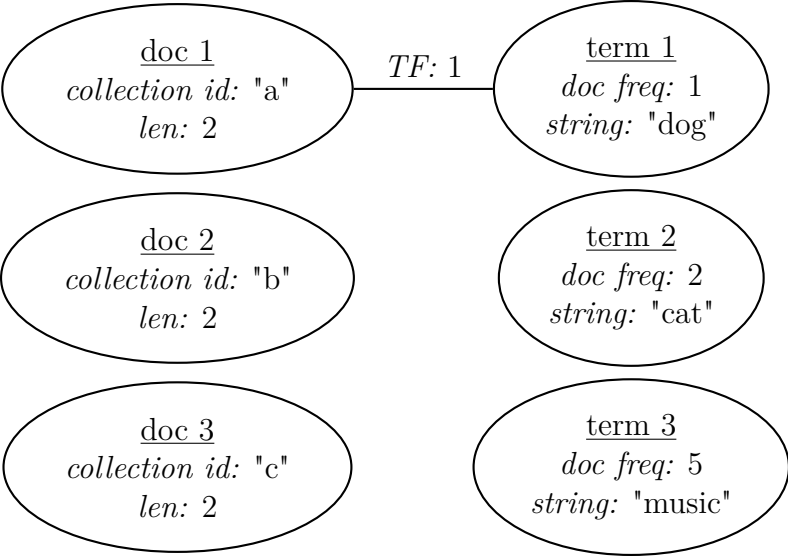 doc 1
collection id: "a"
len: 2
TF: 1
term 1
doc freq: 1
string: "dog"
doc 2
collection id: "b"
len: 2
term 2
doc freq: 2
string: "cat"
doc 3
collection id: "c"
len: 2
term 3
doc freq: 5
string: "music"